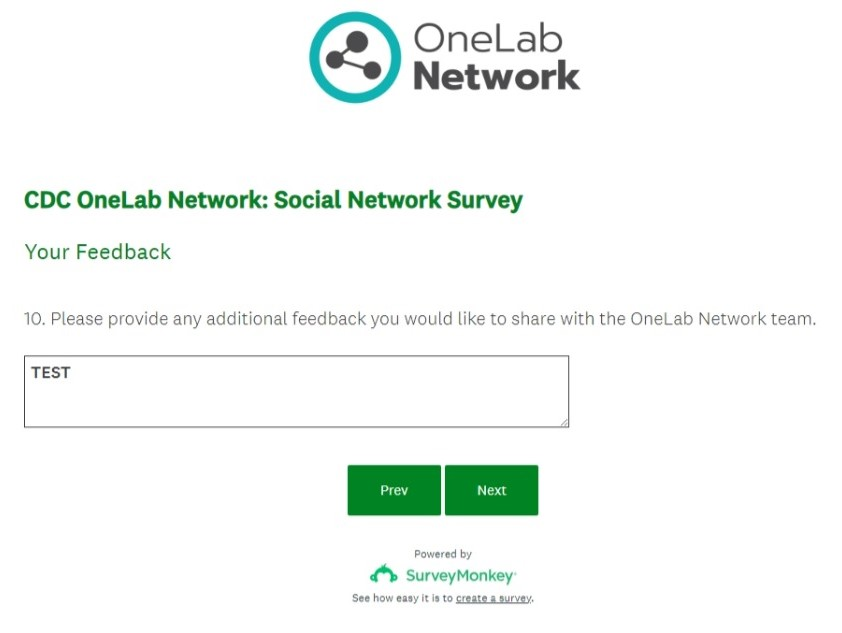 OneLab
Network
CDC OneLab Network: Social Network Survey
Your Feedback
10. Please provide any additional feedback you would like to share with the OneLab Network team.
TEST
Prev
Next
Powered by
SurveyMonkey
See how easy it is to create a survey.